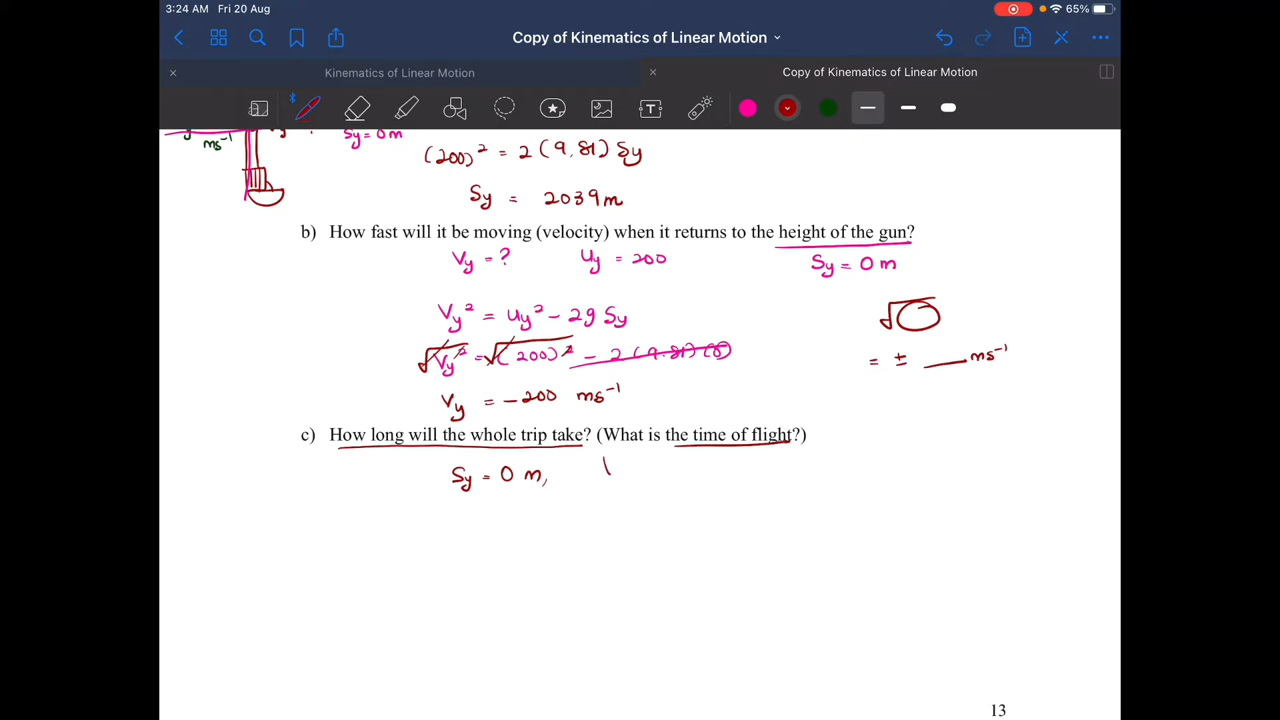 3:24 AM Fri 20 Aug 65%
Copy of Kinematics of Linear Motion
Kinematics of Linear Motion
Copy of Kinematics of Linear Motion
ms⁻¹ Sy = 0 m
(200)² = 2 (9.81) Sy
Sy = 2039 m
b) How fast will it be moving (velocity) when it returns to the height of the gun?
Vy = ? uy = 200 Sy = 0 m
Vy² = uy² - 2g Sy
√Vy² = √(200)² - 2(9.81)(0)
= ± ____ ms⁻¹
Vy = -200 ms⁻¹
c) How long will the whole trip take? (What is the time of flight?)
Sy = 0 m,
13